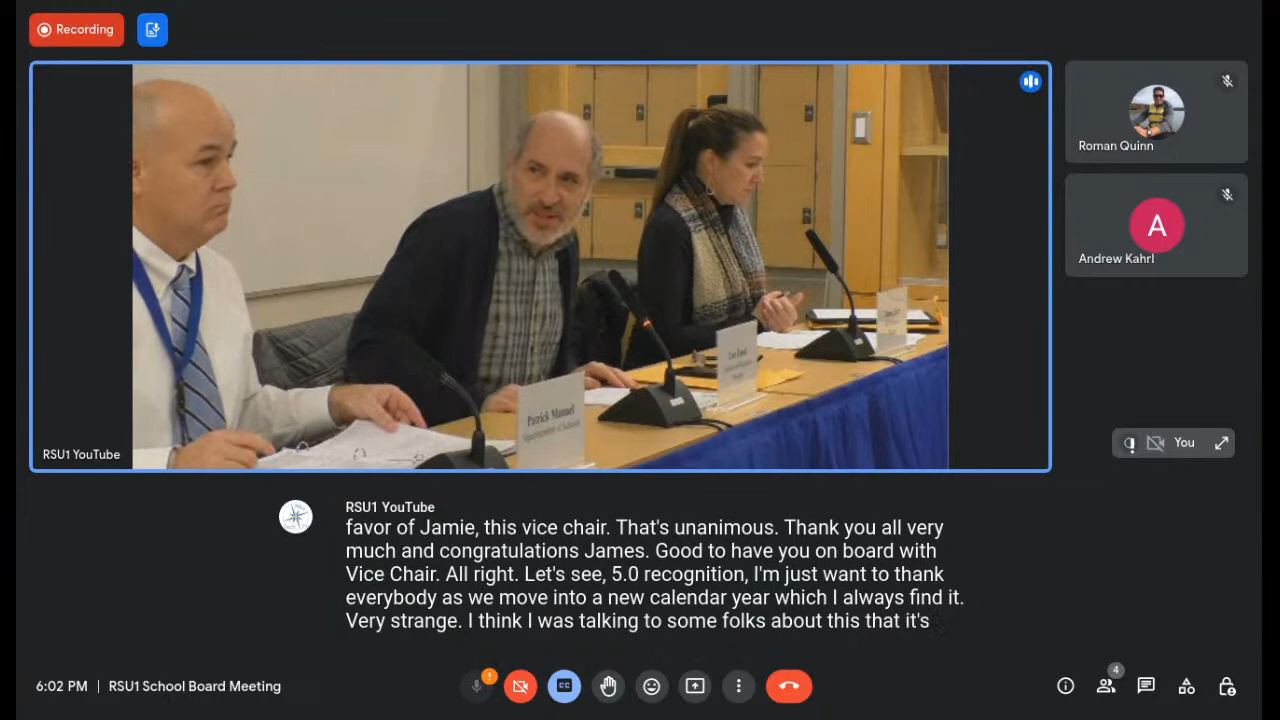 Recording
Roman Quinn
A
Andrew Kahrl
Patrick Manuel
Superintendent of Schools
RSU1 YouTube
You
RSU1 YouTube
favor of Jamie, this vice chair. That's unanimous. Thank you all very
much and congratulations James. Good to have you on board with
Vice Chair. All right. Let's see, 5.0 recognition, I'm just want to thank
everybody as we move into a new calendar year which I always find it.
Very strange. I think I was talking to some folks about this that it's
!
CC
4
6:02 PM | RSU1 School Board Meeting